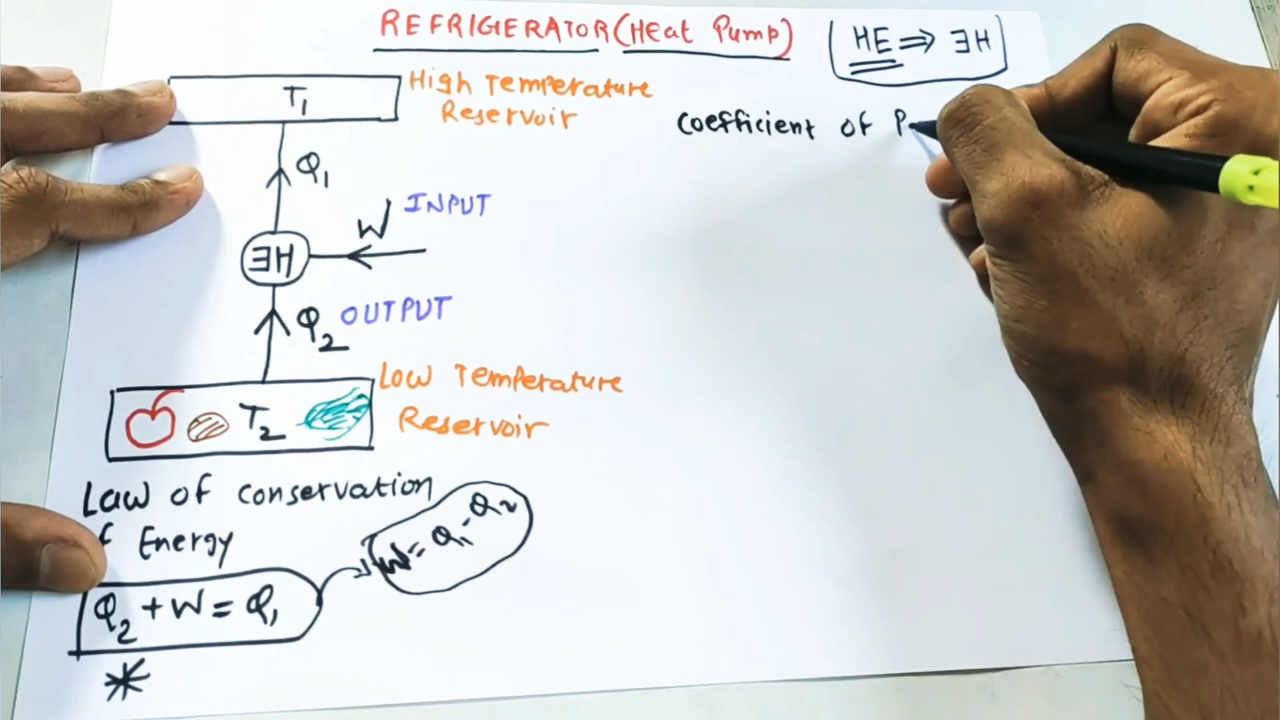 REFRIGERATOR (Heat Pump)
HE ⇒ ƎH
T₁
High Temperature
Reservoir
Coefficient of P
Q₁
W INPUT
ƎH
Q₂ OUTPUT
Low Temperature
T₂
Reservoir
Law of conservation
f Energy
W = Q₁ - Q₂
Q₂ + W = Q₁
*